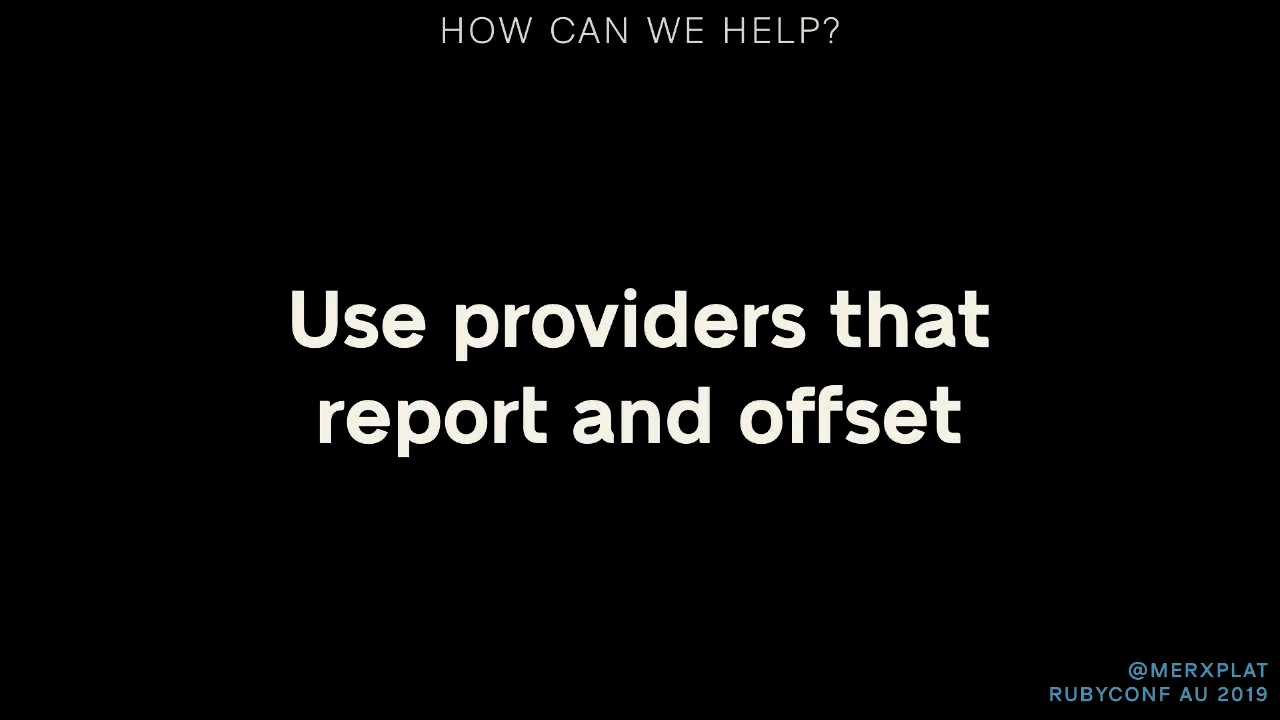 HOW CAN WE HELP?
Use providers that
report and offset
@MERXPLAT
RUBYCONF AU 2019